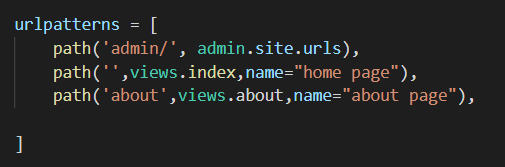 urlpatterns = [
    path('admin/', admin.site.urls),
    path('',views.index,name="home page"),
    path('about',views.about,name="about page"),
]